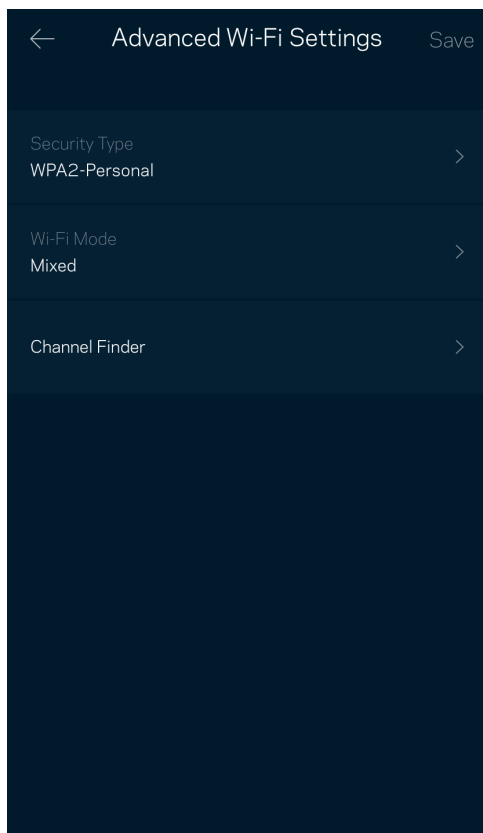 Advanced Wi-Fi Settings Save
Security Type
WPA2-Personal
Wi-Fi Mode
Mixed
Channel Finder